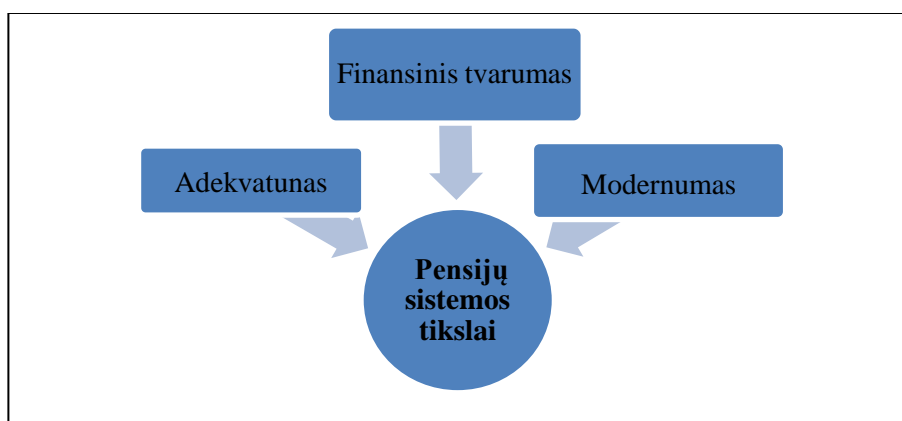 Finansinis tvarumas
Adekvatunas
Modernumas
Pensijų
sistemos
tikslai